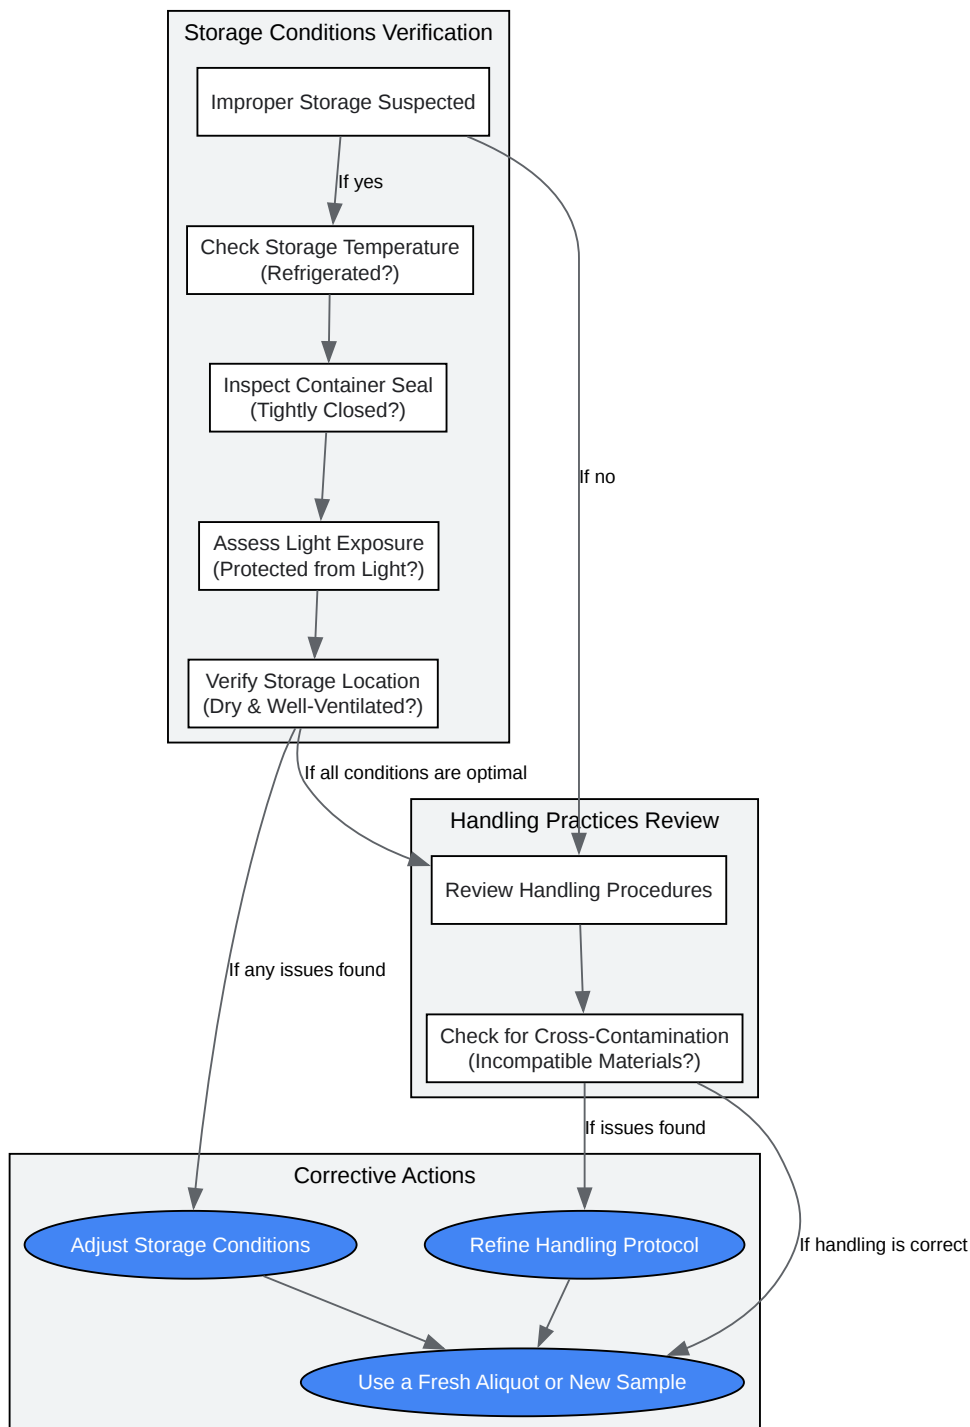 Storage Conditions Verification
Improper Storage Suspected
If yes
Check Storage Temperature
(Refrigerated?)
Inspect Container Seal
(Tightly Closed?)
If no
Assess Light Exposure
(Protected from Light?)
Verify Storage Location
(Dry & Well-Ventilated?)
If all conditions are optimal
Handling Practices Review
Review Handling Procedures
If any issues found
Check for Cross-Contamination
(Incompatible Materials?)
If issues found
Corrective Actions
Adjust Storage Conditions
Refine Handling Protocol
If handling is correct
Use a Fresh Aliquot or New Sample